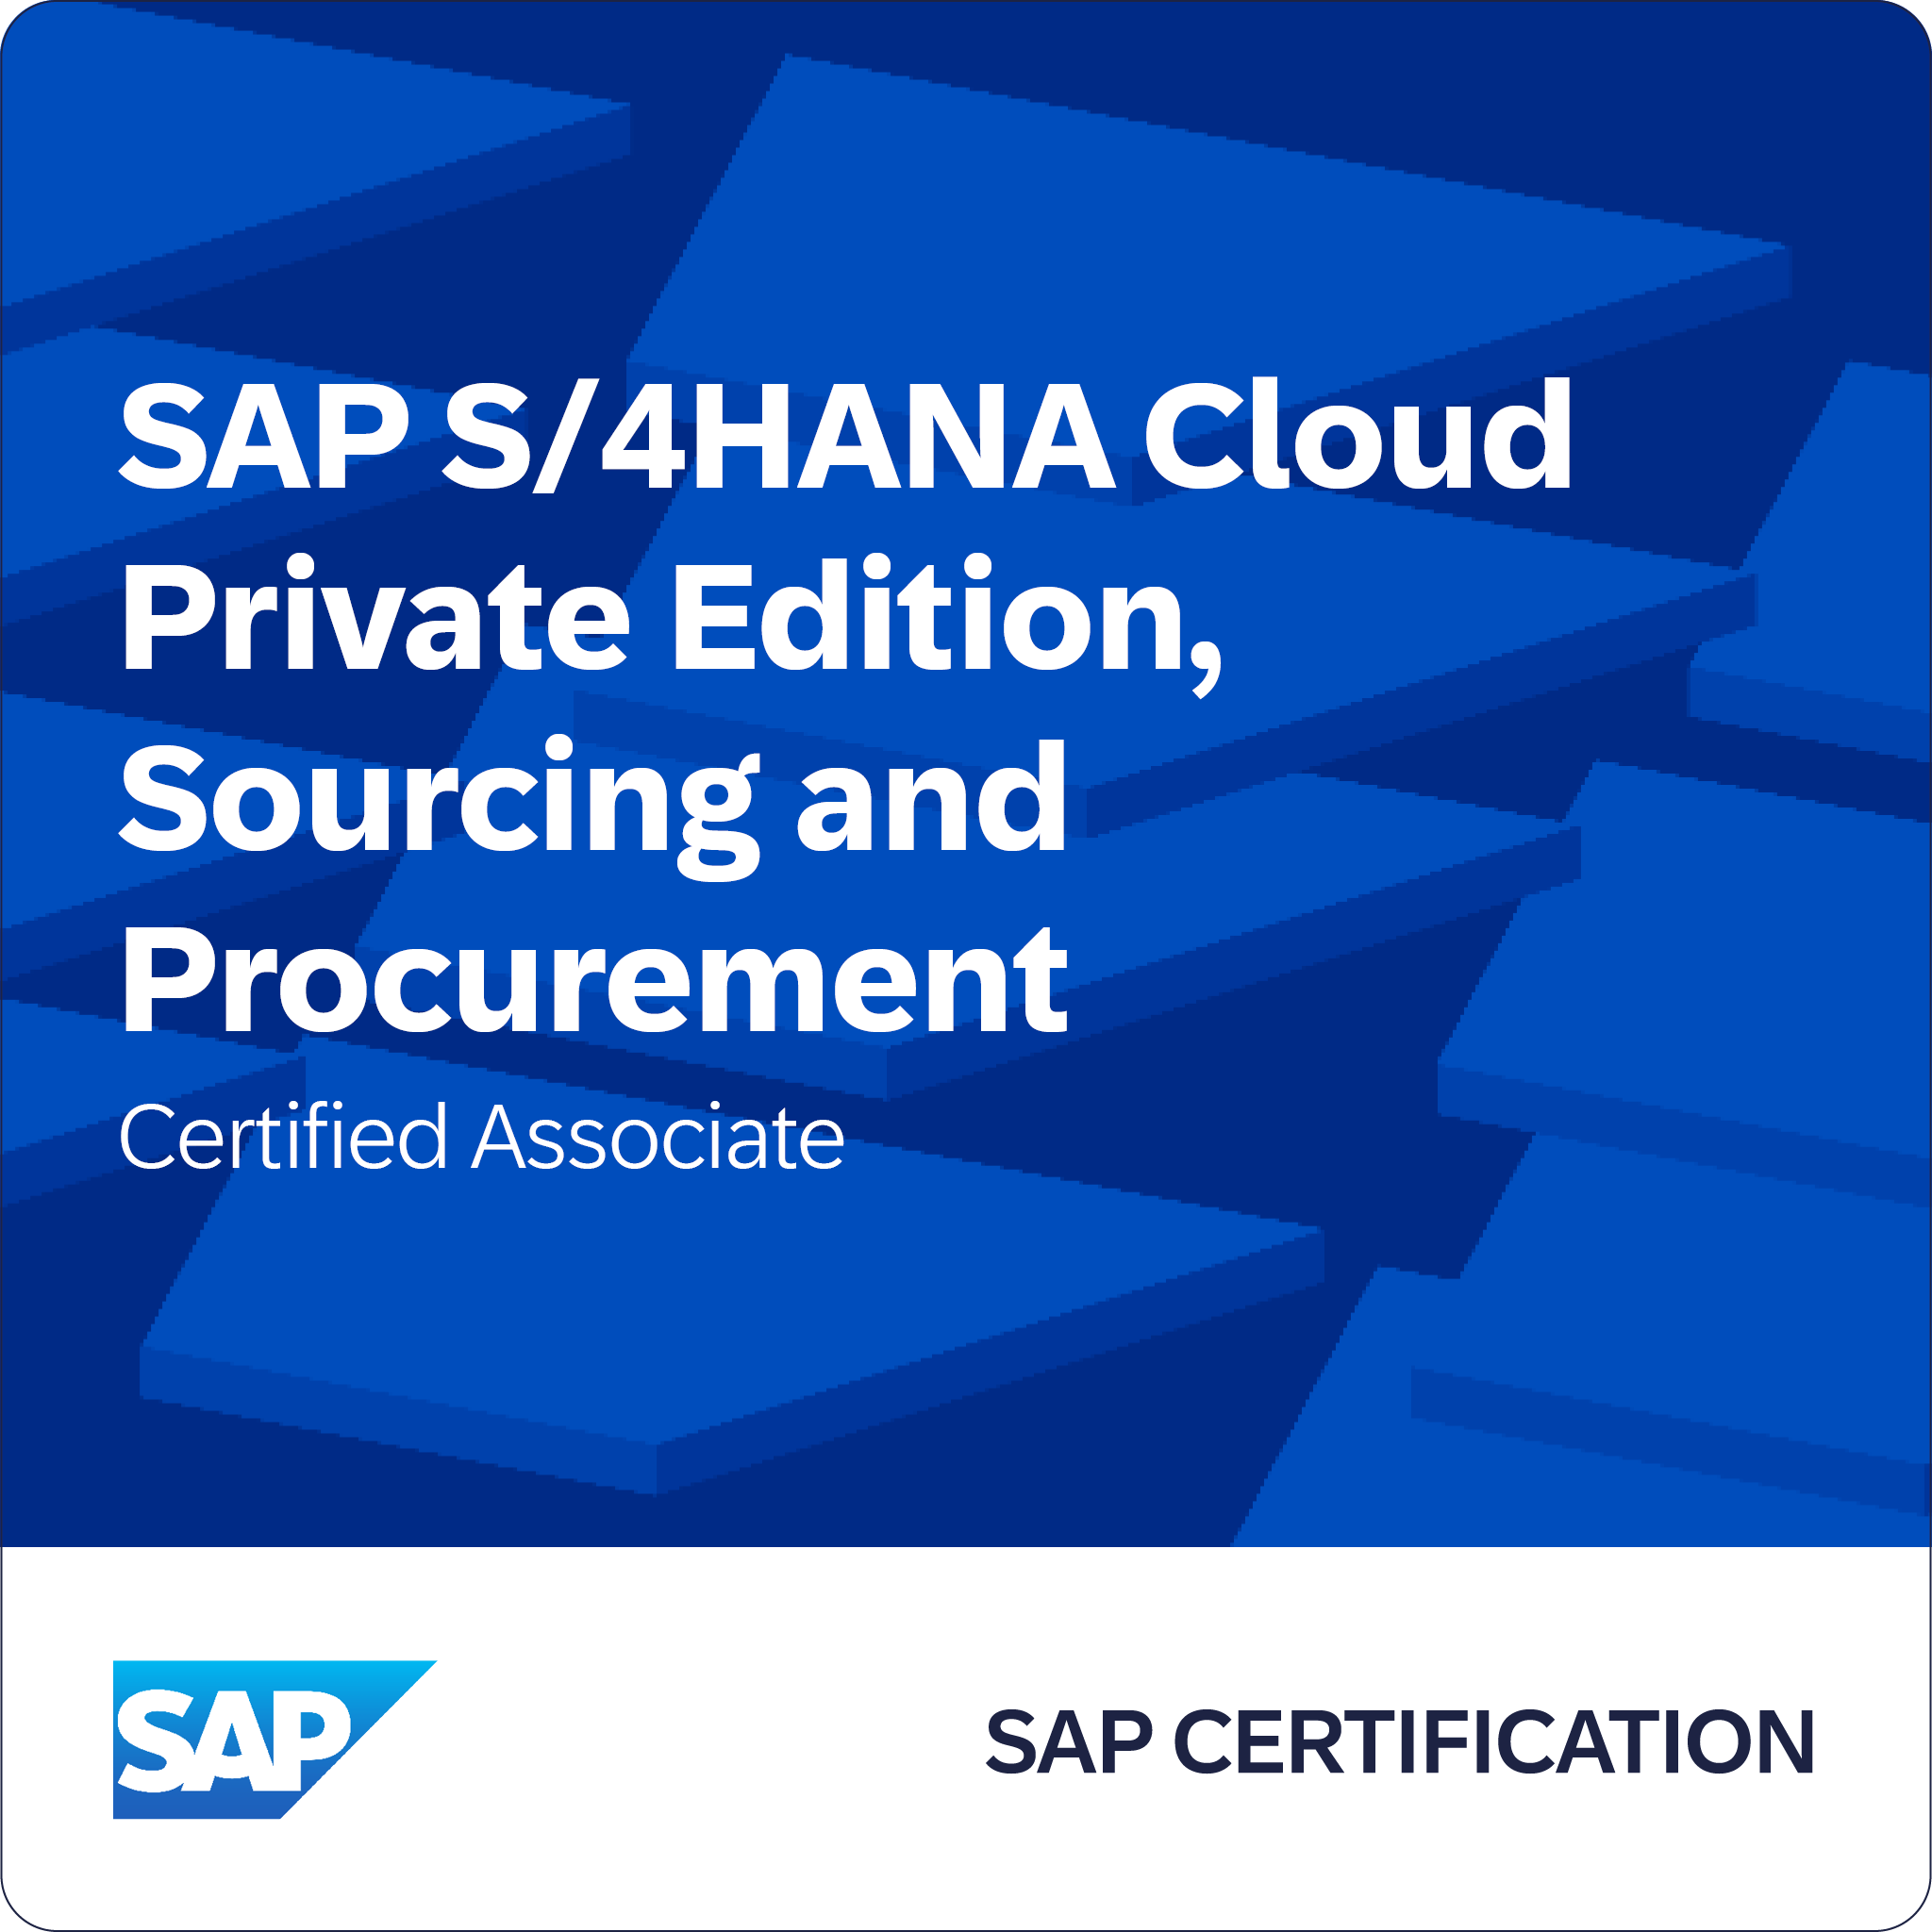 SAP S/4HANA Cloud
Private Edition,
Sourcing and
Procurement
Certified Associate
SAP
SAP CERTIFICATION